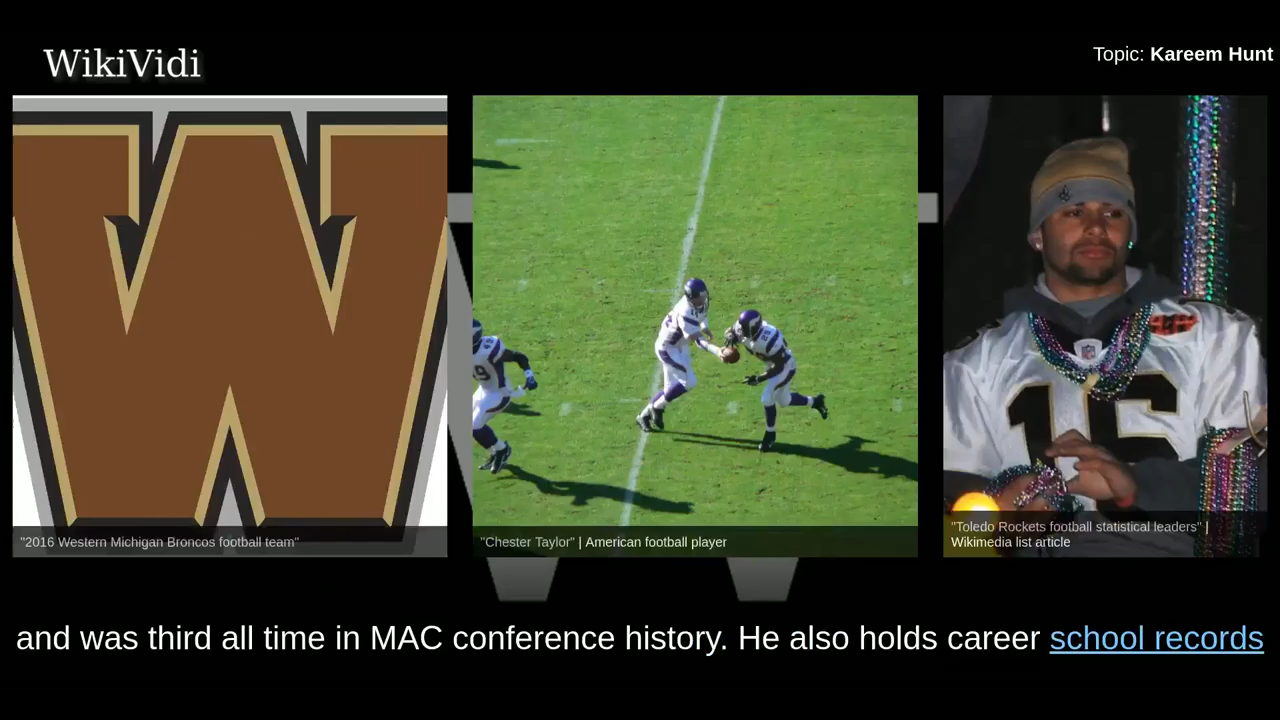 WikiVidi
Topic: Kareem Hunt
W
"2016 Western Michigan Broncos football team"
"Chester Taylor" | American football player
16
"Toledo Rockets football statistical leaders" |
Wikimedia list article
and was third all time in MAC conference history. He also holds career school records